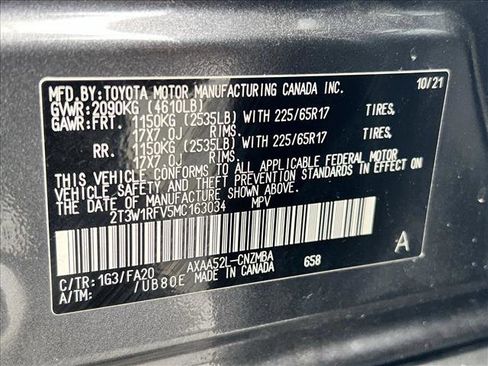 MFD.BY:TOYOTA MOTOR MANUFACTURING CANADA INC. 10/21
GVWR:2090KG (4610LB)
GAWR:FRT. 1150KG (2535LB) WITH 225/65R17 TIRES,
17X7.0J RIMS.
RR. 1150KG (2535LB) WITH 225/65R17 TIRES,
17X7.0J RIMS.
THIS VEHICLE CONFORMS TO ALL APPLICABLE FEDERAL MOTOR
VEHICLE SAFETY AND THEFT PREVENTION STANDARDS IN EFFECT ON
THE DATE OF MANUFACTURE SHOWN ABOVE.
2T3W1RFV5MC163034 MPV
A
AXAA52L-CNZMBA 658
C/TR: 1G3/FA20 MADE IN CANADA
A/TM: /UB80E